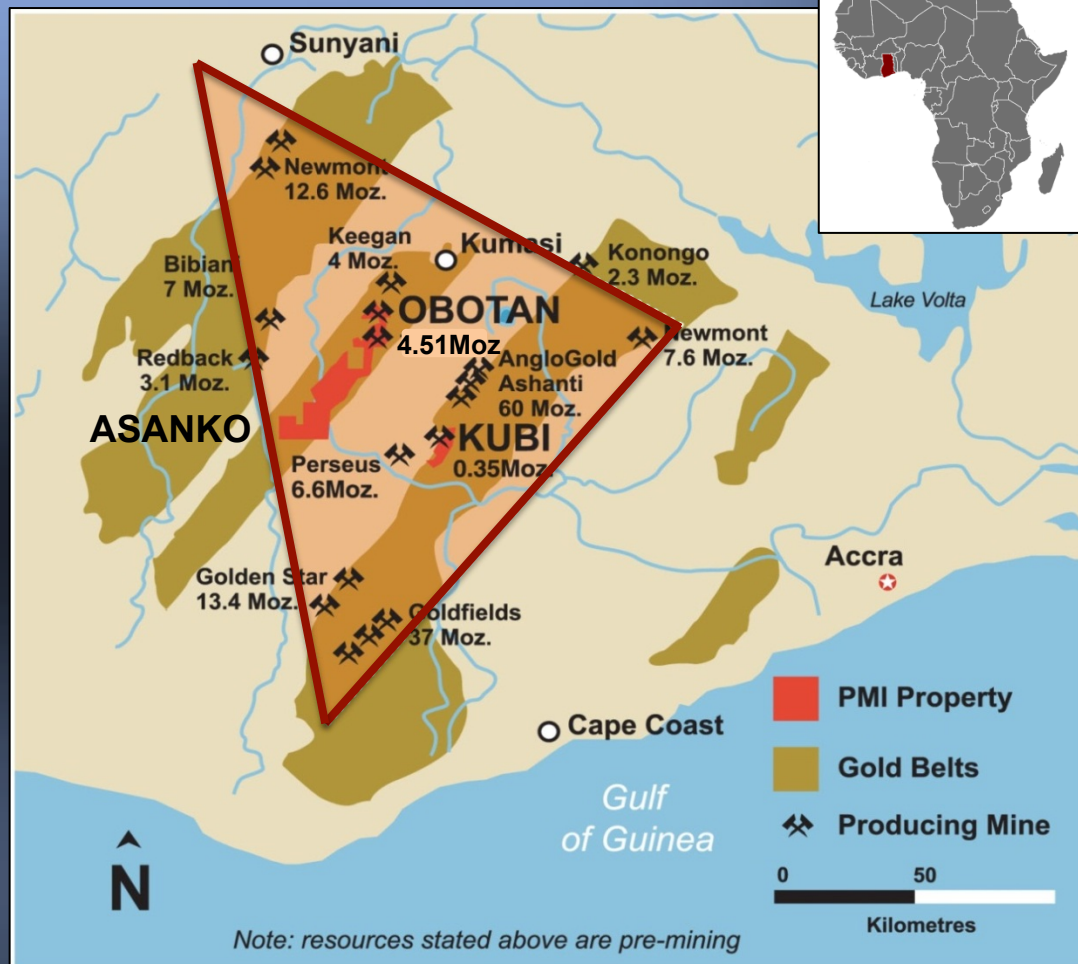 Sunyani
Newmont
12.6 Moz.
Keegan
4 Moz.
Kumasi
Konongo
2.3 Moz.
Bibiani
7 Moz.
OBOTAN
4.51Moz
Lake Volta
Newmont
7.6 Moz.
Redback
3.1 Moz.
AngloGold
Ashanti
60 Moz.
ASANKO
KUBI
0.35Moz.
Perseus
6.6Moz.
Accra
Golden Star
13.4 Moz.
Goldfields
37 Moz.
PMI Property
Cape Coast
Gold Belts
Gulf
of Guinea
Producing Mine
N
0 50
Kilometres
Note: resources stated above are pre-mining